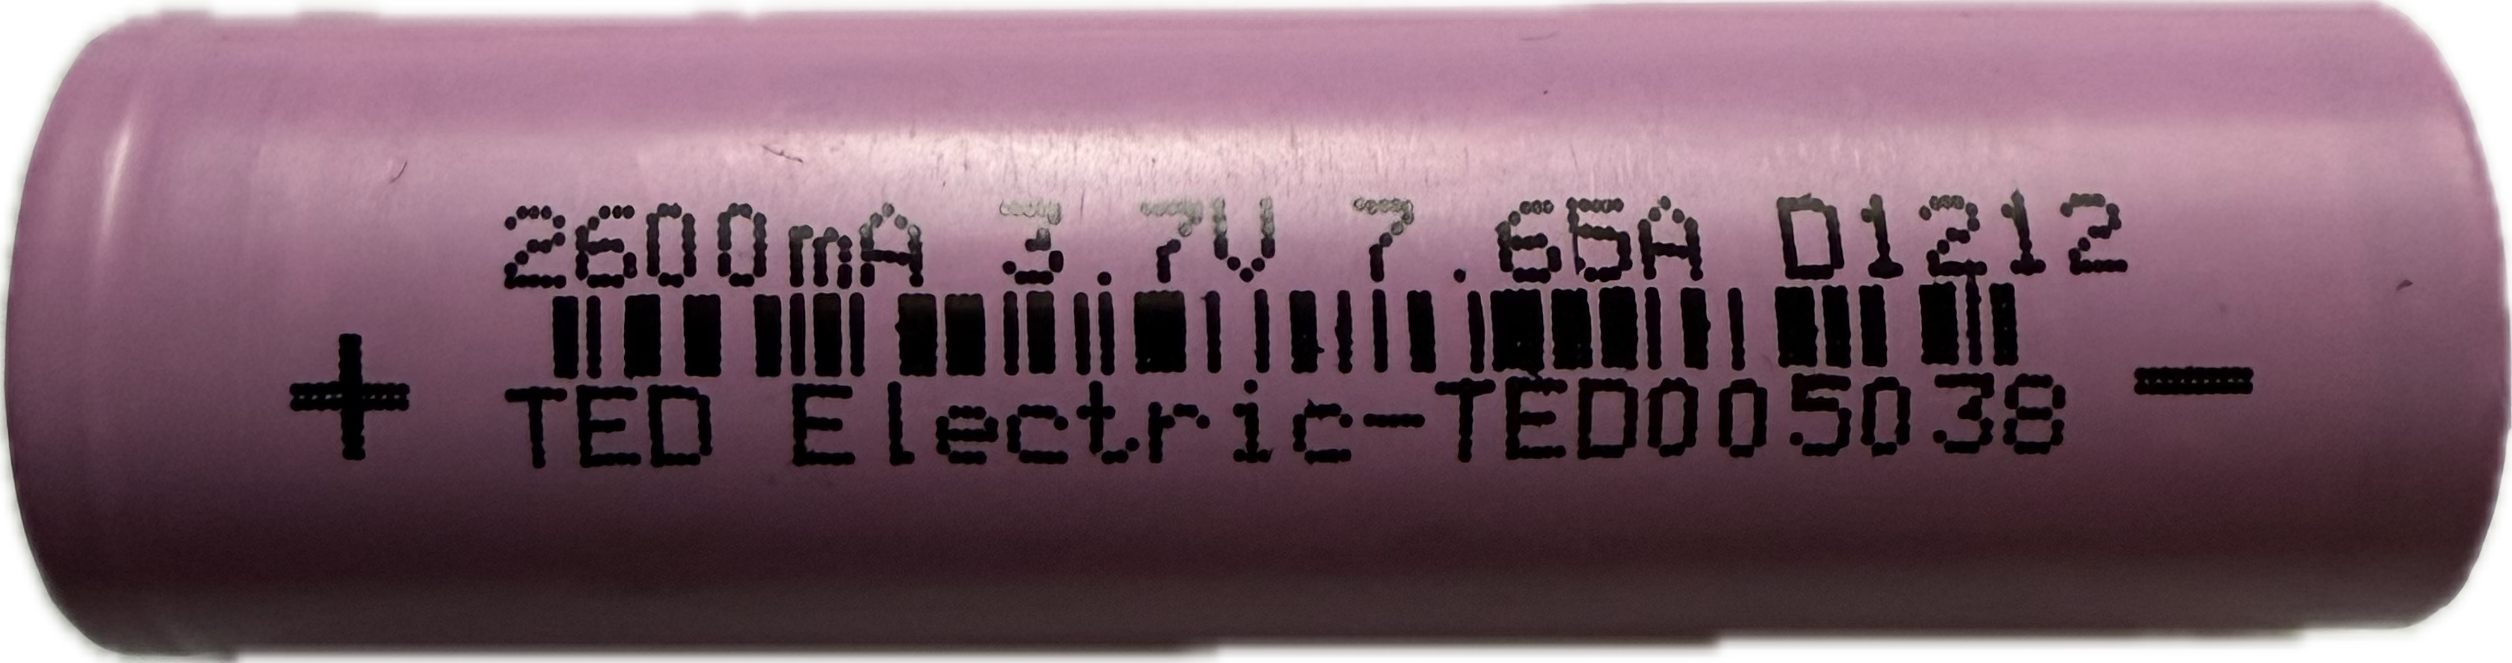 2600mA 3.7V 7.65A D1212
+ TED Electric-TED005038 -